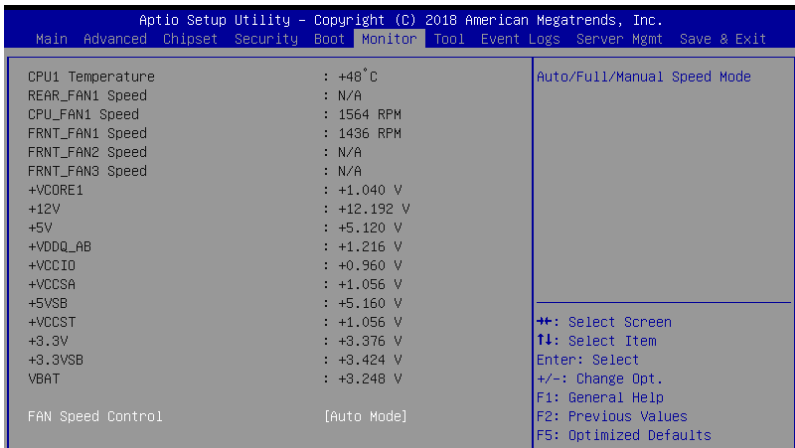 Aptio Setup Utility – Copyright (C) 2018 American Megatrends, Inc.
Main Advanced Chipset Security Boot Monitor Tool Event Logs Server Mgmt Save & Exit
CPU1 Temperature : +48°C
REAR_FAN1 Speed : N/A
CPU_FAN1 Speed : 1564 RPM
FRNT_FAN1 Speed : 1436 RPM
FRNT_FAN2 Speed : N/A
FRNT_FAN3 Speed : N/A
+VCORE1 : +1.040 V
+12V : +12.192 V
+5V : +5.120 V
+VDDQ_AB : +1.216 V
+VCCIO : +0.960 V
+VCCSA : +1.056 V
+5VSB : +5.160 V
+VCCST : +1.056 V
+3.3V : +3.376 V
+3.3VSB : +3.424 V
VBAT : +3.248 V
FAN Speed Control [Auto Mode]
Auto/Full/Manual Speed Mode
→←: Select Screen
↑↓: Select Item
Enter: Select
+/-: Change Opt.
F1: General Help
F2: Previous Values
F5: Optimized Defaults